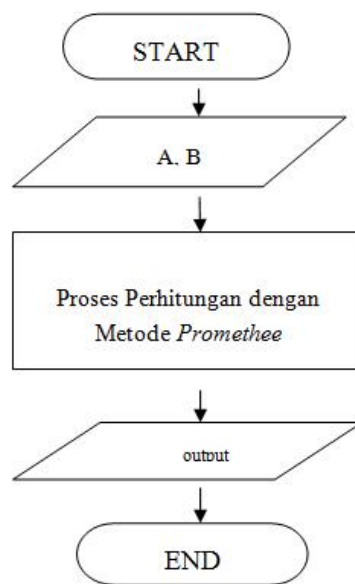 START
A. B
Proses Perhitungan dengan
Metode Promethee
output
END